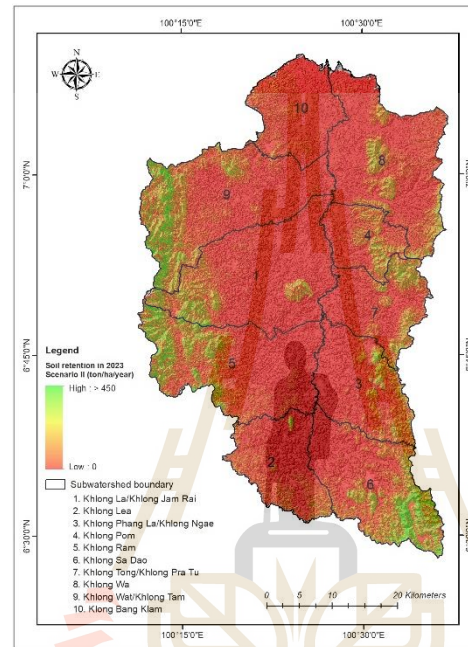 100°15'0"E
100°30'0"E
N
W
E
S
10
8
7°0'0"N
9
4
1
7
6°45'0"N
Legend
Soil retention in 2023
Scenario II (ton/ha/year)
High : > 450
Low : 0
5
3
2
6
Subwatershed boundary
1. Khlong La/Khlong Jam Rai
2. Khlong Lea
3. Khlong Phang La/Khlong Ngae
4. Khlong Pom
5. Khlong Ram
6. Khlong Sa Dao
7. Khlong Tong/Khlong Pra Tu
8. Khlong Wa
9. Khlong Wat/Khlong Tam
10. Klong Bang Klam
6°30'0"N
0 5 10 20 Kilometers
100°15'0"E
100°30'0"E